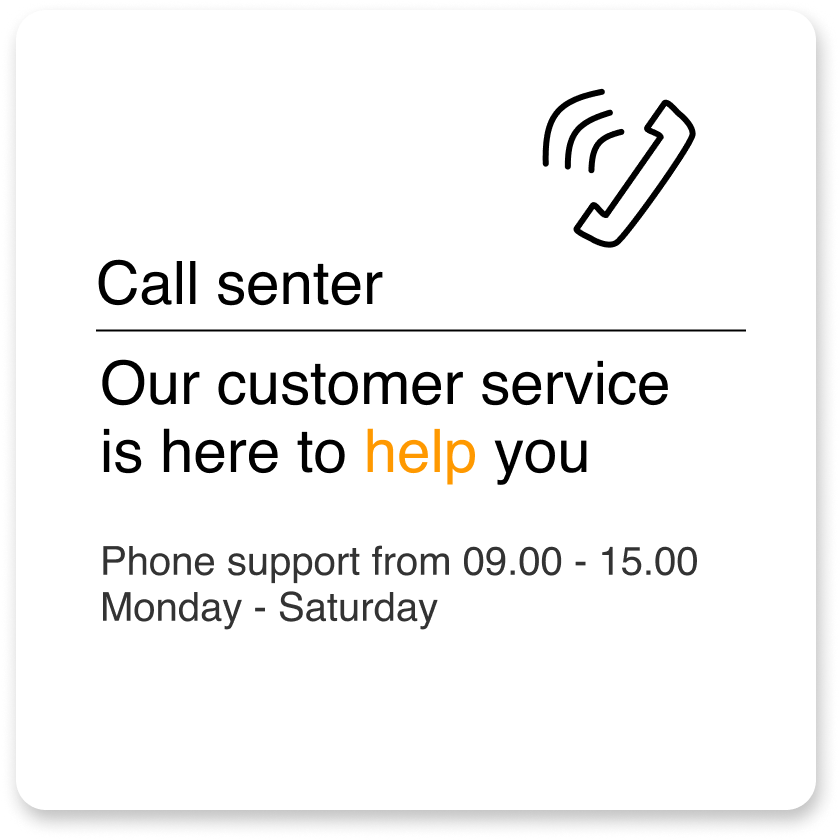 Call senter
Our customer service
is here to help you
Phone support from 09.00 - 15.00
Monday - Saturday